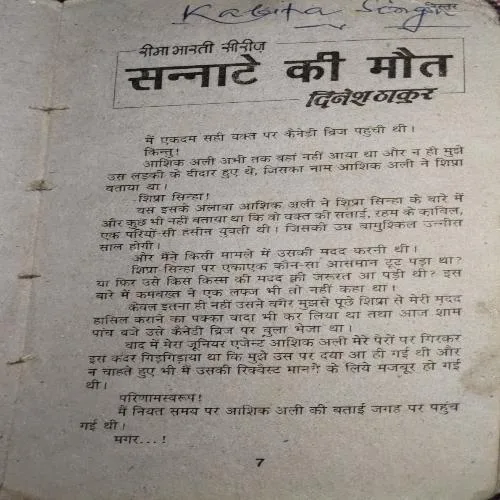 Kabita Singh
रीमा भारती सीरीज़
सन्नाटे की मौत
दिनेश ठाकुर
मैं एकदम सही वक्त पर कैनेडी ब्रिज पहुंची थी।
किन्तु!
आशिक अली अभी तक वहां नहीं आया था और न ही मुझे
उस लड़की के दीदार हुए थे, जिसका नाम आशिक अली ने शिप्रा
बताया था।
शिप्रा सिन्हा!
बस इसके अलावा आशिक अली ने शिप्रा सिन्हा के बारे में
और कुछ भी नहीं बताया था कि वो वक्त की सताई, रहम के काबिल,
एक परियों-सी हसीन युवती थी। जिसकी उम्र बामुश्किल उन्नीस
साल होगी।
और मैंने किसी मामले में उसकी मदद करनी थी।
शिप्रा सिन्हा पर एकाएक कौन-सा आसमान टूट पड़ा था?
या फिर उसे किस किस्म की मदद की जरूरत आ पड़ी थी? इस
बारे में कमबख्त ने एक लफ्ज भी तो नहीं कहा था।
केवल इतना ही नहीं उसने बगैर मुझसे पूछे शिप्रा से मेरी मदद
हासिल कराने का पक्का वादा भी कर लिया था तथा आज शाम
पांच बजे उसे कैनेडी ब्रिज पर बुला भेजा था।
बाद में मेरा जूनियर एजेन्ट आशिक अली मेरे पैरों पर गिरकर
इस कदर गिड़गिड़ाया था कि मुझे उस पर दया आ ही गई थी और
न चाहते हुए भी मैं उसकी रिक्वेस्ट मानने के लिये मजबूर हो गई
थी।
परिणामस्वरूप!
मैं नियत समय पर आशिक अली की बताई जगह पर पहुंच
गई थी।
मगर...!
7